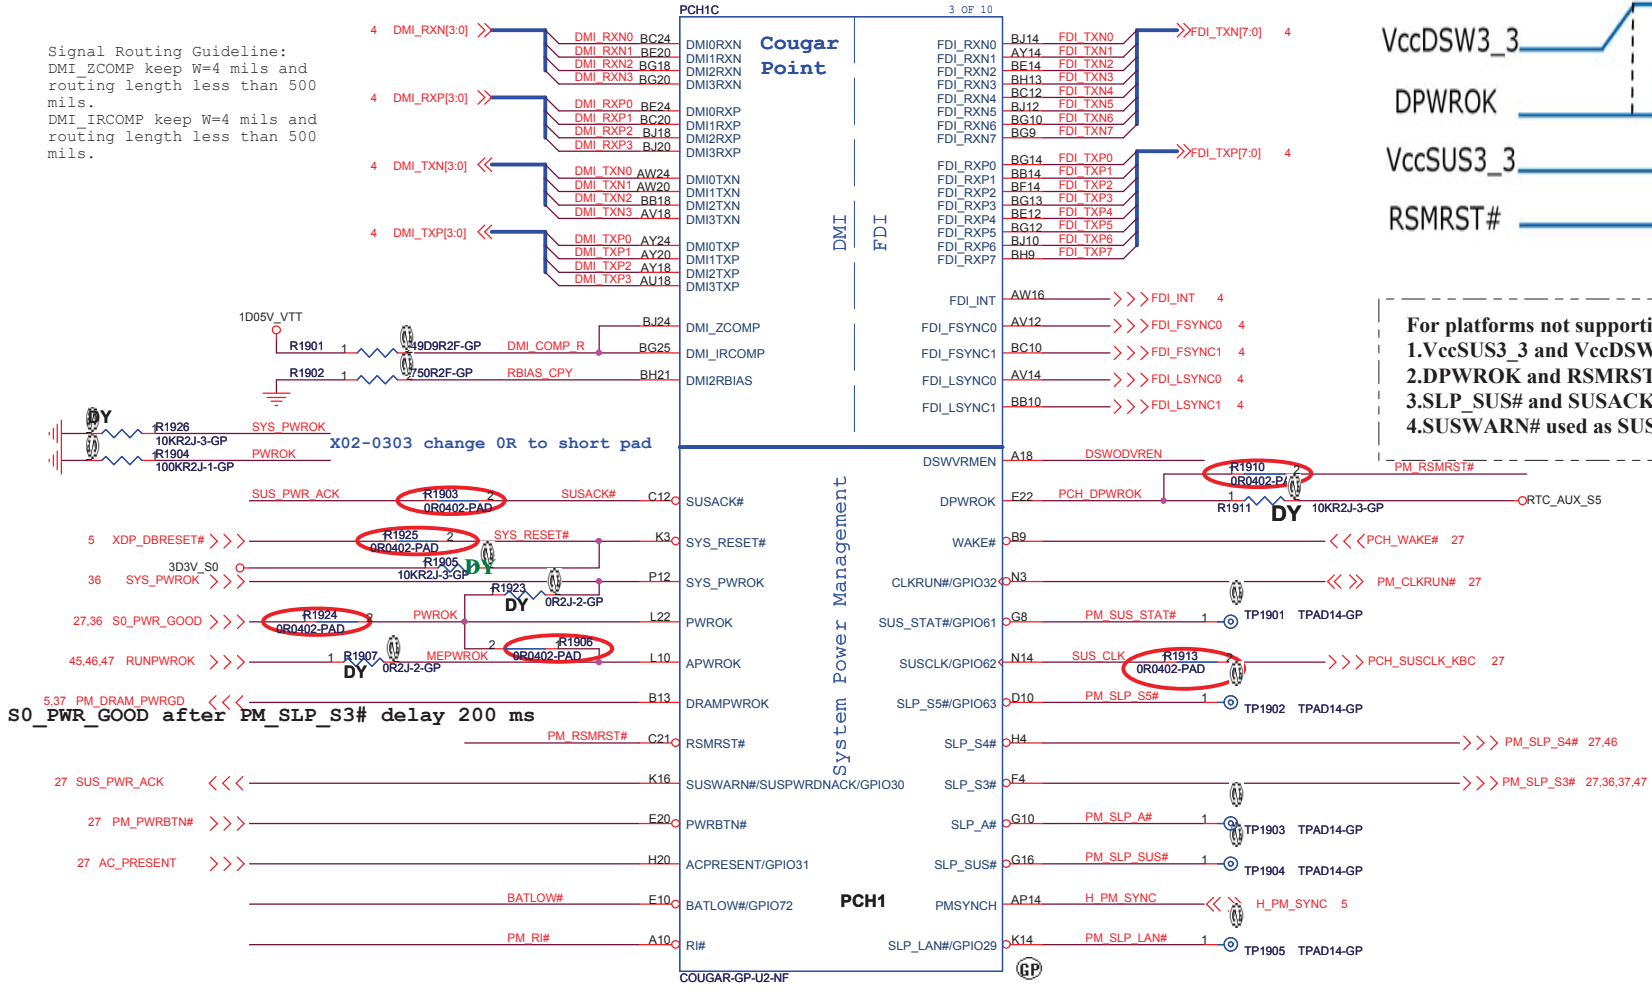 PCH1C
3 OF 10
Signal Routing Guideline:
DMI_ZCOMP keep W=4 mils and
routing length less than 500
mils.
DMI_IRCOMP keep W=4 mils and
routing length less than 500
mils.
Cougar
Point
DMI
FDI
4 DMI_RXN[3:0]
DMI_RXN0 BC24 DMI0RXN
DMI_RXN1 BE20 DMI1RXN
DMI_RXN2 BG18 DMI2RXN
DMI_RXN3 BG20 DMI3RXN
4 DMI_RXP[3:0]
DMI_RXP0 BE24 DMI0RXP
DMI_RXP1 BC20 DMI1RXP
DMI_RXP2 BJ18 DMI2RXP
DMI_RXP3 BJ20 DMI3RXP
4 DMI_TXN[3:0]
DMI_TXN0 AW24 DMI0TXN
DMI_TXN1 AW20 DMI1TXN
DMI_TXN2 BB18 DMI2TXN
DMI_TXN3 AV18 DMI3TXN
4 DMI_TXP[3:0]
DMI_TXP0 AY24 DMI0TXP
DMI_TXP1 AY20 DMI1TXP
DMI_TXP2 AY18 DMI2TXP
DMI_TXP3 AU18 DMI3TXP
1D05V_VTT
BJ24 DMI_ZCOMP
R1901 1 49D9R2F-GP DMI_COMP_R BG25 DMI_IRCOMP
R1902 1 750R2F-GP RBIAS_CPY BH21 DMI2RBIAS
FDI_RXN0 BJ14 FDI_TXN0 FDI_TXN[7:0] 4
FDI_RXN1 AY14 FDI_TXN1
FDI_RXN2 BE14 FDI_TXN2
FDI_RXN3 BH13 FDI_TXN3
FDI_RXN4 BC12 FDI_TXN4
FDI_RXN5 BJ12 FDI_TXN5
FDI_RXN6 BG10 FDI_TXN6
FDI_RXN7 BG9 FDI_TXN7
FDI_RXP0 BG14 FDI_TXP0 FDI_TXP[7:0] 4
FDI_RXP1 BB14 FDI_TXP1
FDI_RXP2 BF14 FDI_TXP2
FDI_RXP3 BG13 FDI_TXP3
FDI_RXP4 BE12 FDI_TXP4
FDI_RXP5 BG12 FDI_TXP5
FDI_RXP6 BJ10 FDI_TXP6
FDI_RXP7 BH9 FDI_TXP7
FDI_INT AW16 FDI_INT 4
FDI_FSYNC0 AV12 FDI_FSYNC0 4
FDI_FSYNC1 BC10 FDI_FSYNC1 4
FDI_LSYNC0 AV14 FDI_LSYNC0 4
FDI_LSYNC1 BB10 FDI_LSYNC1 4
VccDSW3_3
DPWROK
VccSUS3_3
RSMRST#
For platforms not supporti
1.VccSUS3_3 and VccDSW
2.DPWROK and RSMRST
3.SLP_SUS# and SUSACK
4.SUSWARN# used as SUS
DY
R1926 SYS_PWROK
10KR2J-3-GP
R1904 PWROK
100KR2J-1-GP
X02-0303 change 0R to short pad
System Power Management
SUS_PWR_ACK R1903 2 SUSACK# C12 SUSACK#
0R0402-PAD
5 XDP_DBRESET# R1925 2 SYS_RESET# K3 SYS_RESET#
0R0402-PAD
3D3V_S0 R1905 DY
10KR2J-3-GP
36 SYS_PWROK P12 SYS_PWROK
R1923 DY 0R2J-2-GP
27,36 S0_PWR_GOOD R1924 2 PWROK L22 PWROK
0R0402-PAD
2 1 R1906
0R0402-PAD
45,46,47 RUNPWROK 1 R1907 MEPWROK L10 APWROK
DY 0R2J-2-GP
5,37 PM_DRAM_PWRGD B13 DRAMPWROK
S0_PWR_GOOD after PM_SLP_S3# delay 200 ms
PM_RSMRST# C21 RSMRST#
27 SUS_PWR_ACK K16 SUSWARN#/SUSPWRDNACK/GPIO30
27 PM_PWRBTN# E20 PWRBTN#
27 AC_PRESENT H20 ACPRESENT/GPIO31
BATLOW# E10 BATLOW#/GPIO72
PM_RI# A10 RI#
DSWVRMEN A18 DSWODVREN
R1910 2 PM_RSMRST#
0R0402-PAD
DPWROK E22 PCH_DPWROK 1 RTC_AUX_S5
R1911 DY 10KR2J-3-GP
WAKE# B9 PCH_WAKE# 27
CLKRUN#/GPIO32 N3 PM_CLKRUN# 27
SUS_STAT#/GPIO61 G8 PM_SUS_STAT# 1 TP1901 TPAD14-GP
SUSCLK/GPIO62 N14 SUS_CLK R1913 2 PCH_SUSCLK_KBC 27
0R0402-PAD
SLP_S5#/GPIO63 D10 PM_SLP_S5# 1 TP1902 TPAD14-GP
SLP_S4# H4 PM_SLP_S4# 27,46
SLP_S3# F4 PM_SLP_S3# 27,36,37,47
SLP_A# G10 PM_SLP_A# 1 TP1903 TPAD14-GP
SLP_SUS# G16 PM_SLP_SUS# 1 TP1904 TPAD14-GP
PCH1
PMSYNCH AP14 H_PM_SYNC H_PM_SYNC 5
SLP_LAN#/GPIO29 K14 PM_SLP_LAN# 1 TP1905 TPAD14-GP
GP
COUGAR-GP-U2-NF